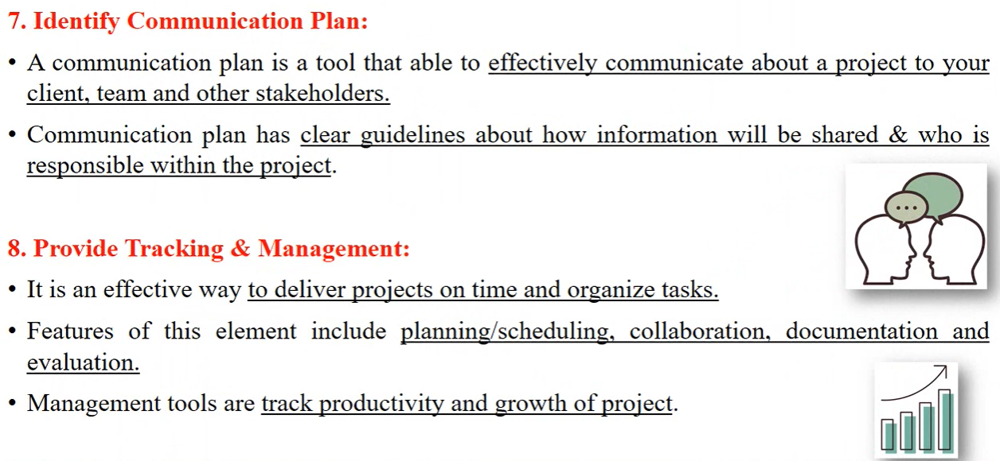 7. Identify Communication Plan:
• A communication plan is a tool that able to effectively communicate about a project to your
client, team and other stakeholders.
• Communication plan has clear guidelines about how information will be shared & who is
responsible within the project.
8. Provide Tracking & Management:
• It is an effective way to deliver projects on time and organize tasks.
• Features of this element include planning/scheduling, collaboration, documentation and
evaluation.
• Management tools are track productivity and growth of project.